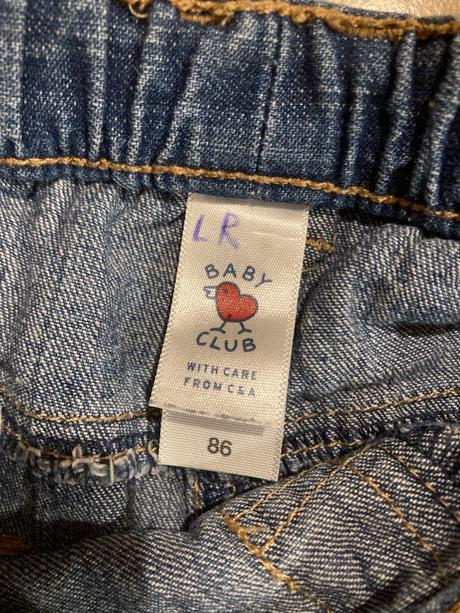 LR
BABY
CLUB
WITH CARE
FROM C&A
86